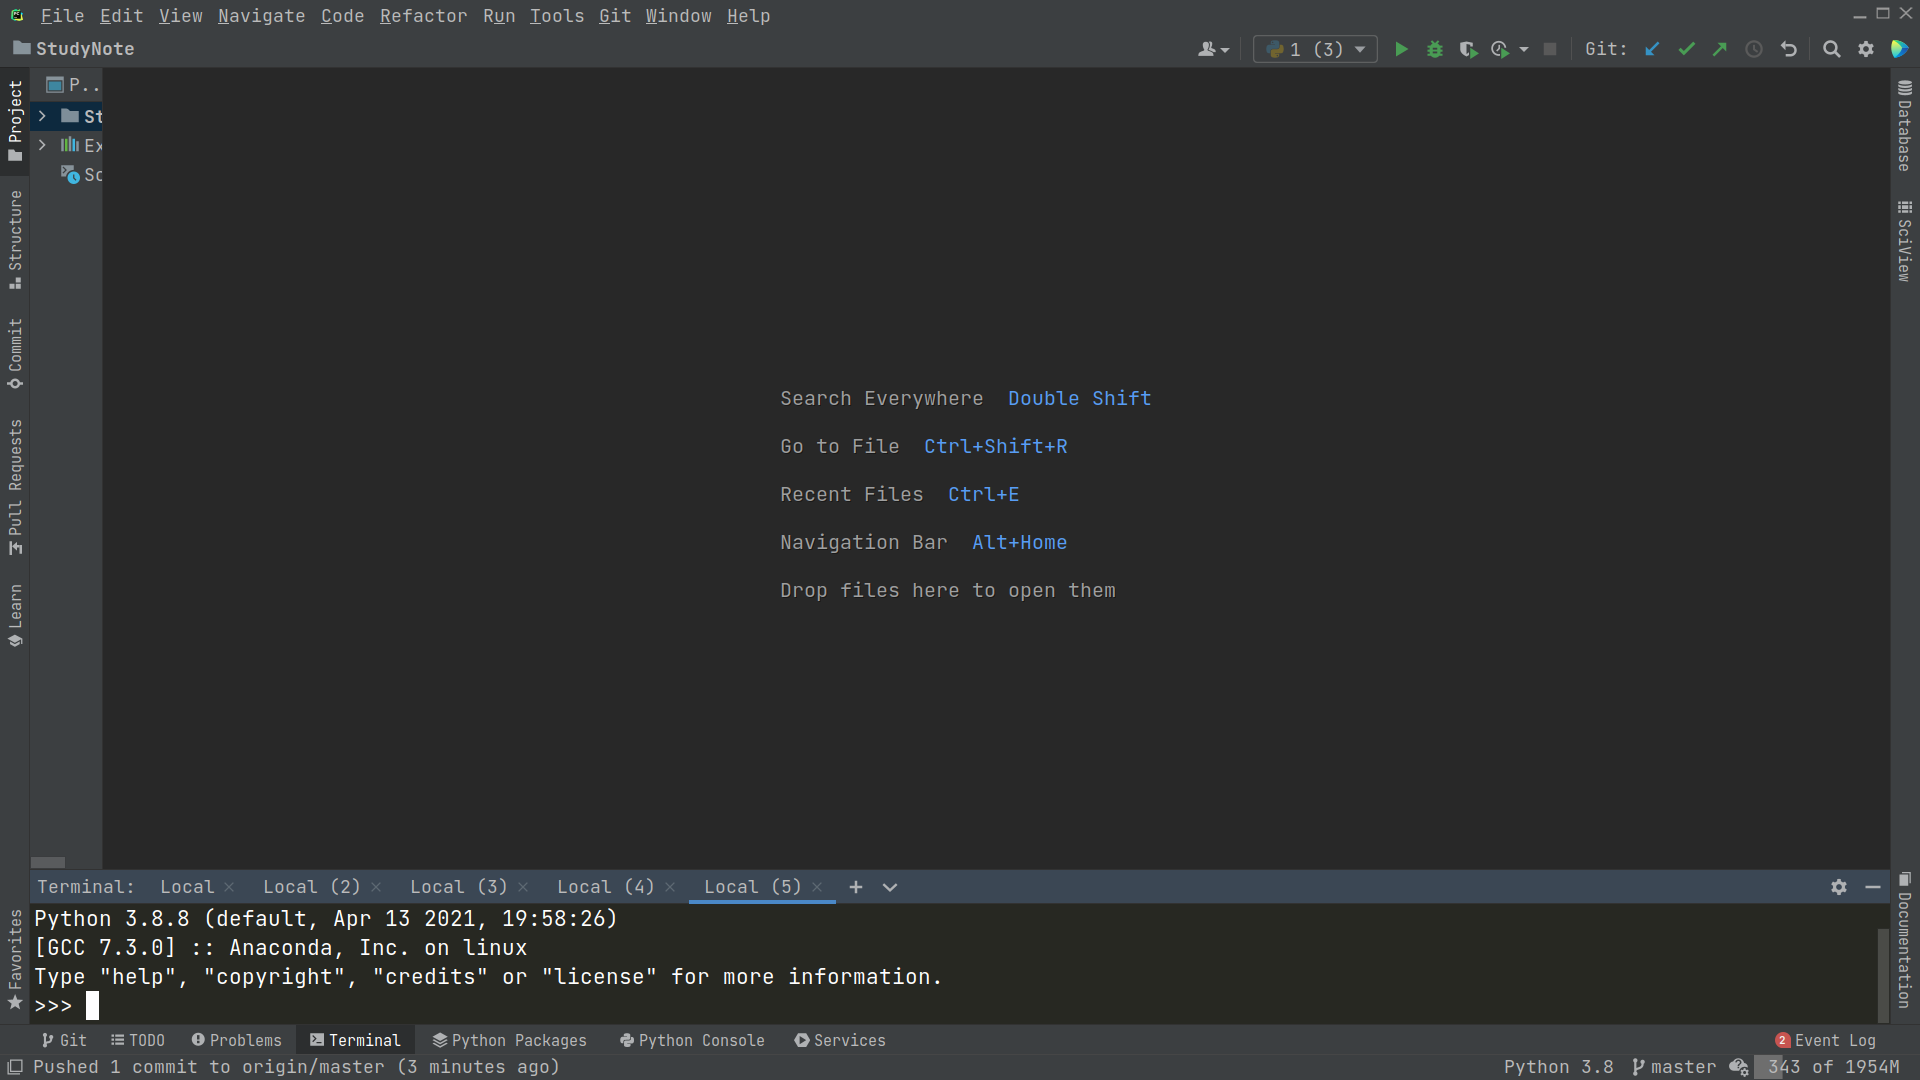 File Edit View Navigate Code Refactor Run Tools Git Window Help
StudyNote
1 (3)
Git:
P...
St
Ex
Sc
Project
Structure
Commit
Pull Requests
Learn
Favorites
Database
SciView
Documentation
Search Everywhere Double Shift
Go to File Ctrl+Shift+R
Recent Files Ctrl+E
Navigation Bar Alt+Home
Drop files here to open them
Terminal: Local Local (2) Local (3) Local (4) Local (5)
Python 3.8.8 (default, Apr 13 2021, 19:58:26)
[GCC 7.3.0] :: Anaconda, Inc. on linux
Type "help", "copyright", "credits" or "license" for more information.
>>>
Git TODO Problems Terminal Python Packages Python Console Services 2 Event Log
Pushed 1 commit to origin/master (3 minutes ago) Python 3.8 master 343 of 1954M